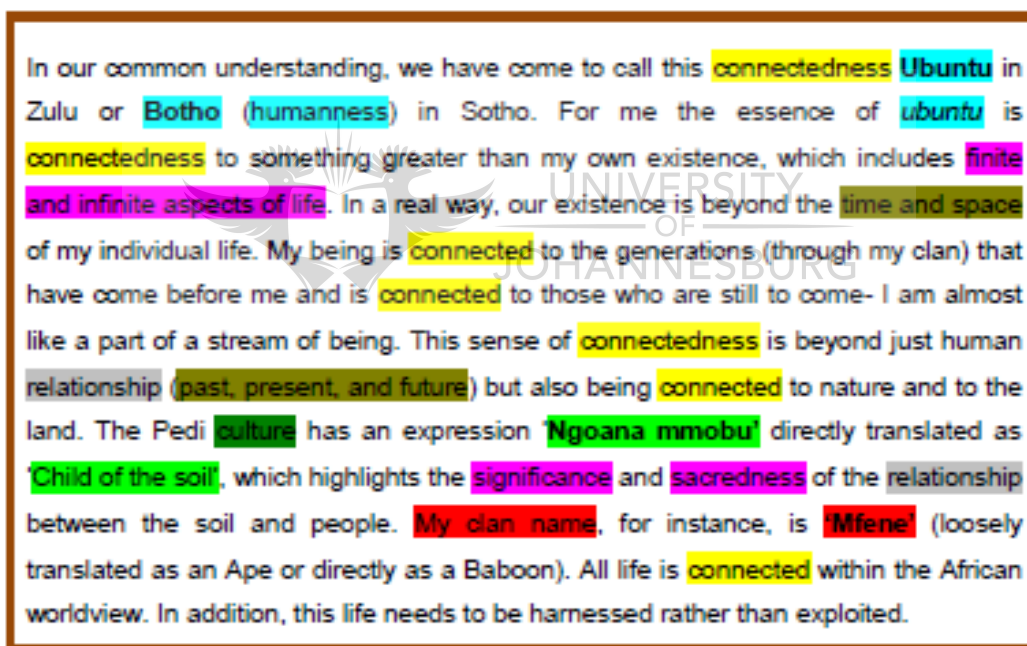 In our common understanding, we have come to call this connectedness Ubuntu in
Zulu or Botho (humanness) in Sotho. For me the essence of ubuntu is
connectedness to something greater than my own existence, which includes finite
and infinite aspects of life. In a real way, our existence is beyond the time and space
of my individual life. My being is connected to the generations (through my clan) that
have come before me and is connected to those who are still to come- I am almost
like a part of a stream of being. This sense of connectedness is beyond just human
relationship (past, present, and future) but also being connected to nature and to the
land. The Pedi culture has an expression 'Ngoana mmobu' directly translated as
'Child of the soil', which highlights the significance and sacredness of the relationship
between the soil and people. My clan name, for instance, is 'Mfene' (loosely
translated as an Ape or directly as a Baboon). All life is connected within the African
worldview. In addition, this life needs to be harnessed rather than exploited.
UNIVERSITY
OF
JOHANNESBURG